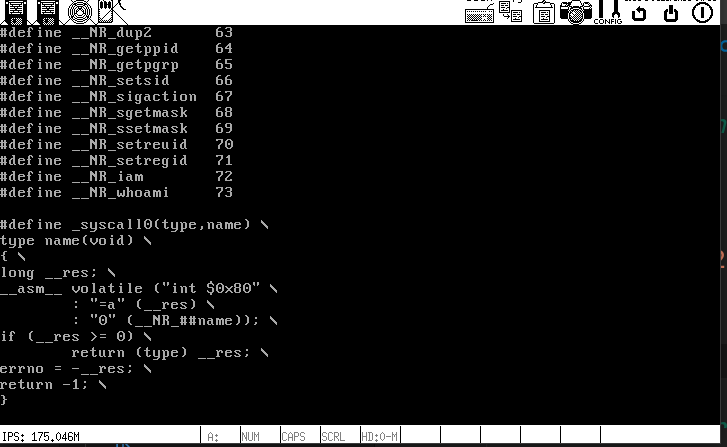 CONFIG
#define __NR_dup2 63
#define __NR_getppid 64
#define __NR_getpgrp 65
#define __NR_setsid 66
#define __NR_sigaction 67
#define __NR_sgetmask 68
#define __NR_ssetmask 69
#define __NR_setreuid 70
#define __NR_setregid 71
#define __NR_iam 72
#define __NR_whoami 73
#define _syscall0(type,name) \
type name(void) \
{ \
long __res; \
__asm__ volatile ("int $0x80" \
: "=a" (__res) \
: "0" (__NR_##name)); \
if (__res >= 0) \
return (type) __res; \
errno = -__res; \
return -1; \
}
IPS: 175.046M A: NUM CAPS SCRL HD:0-M